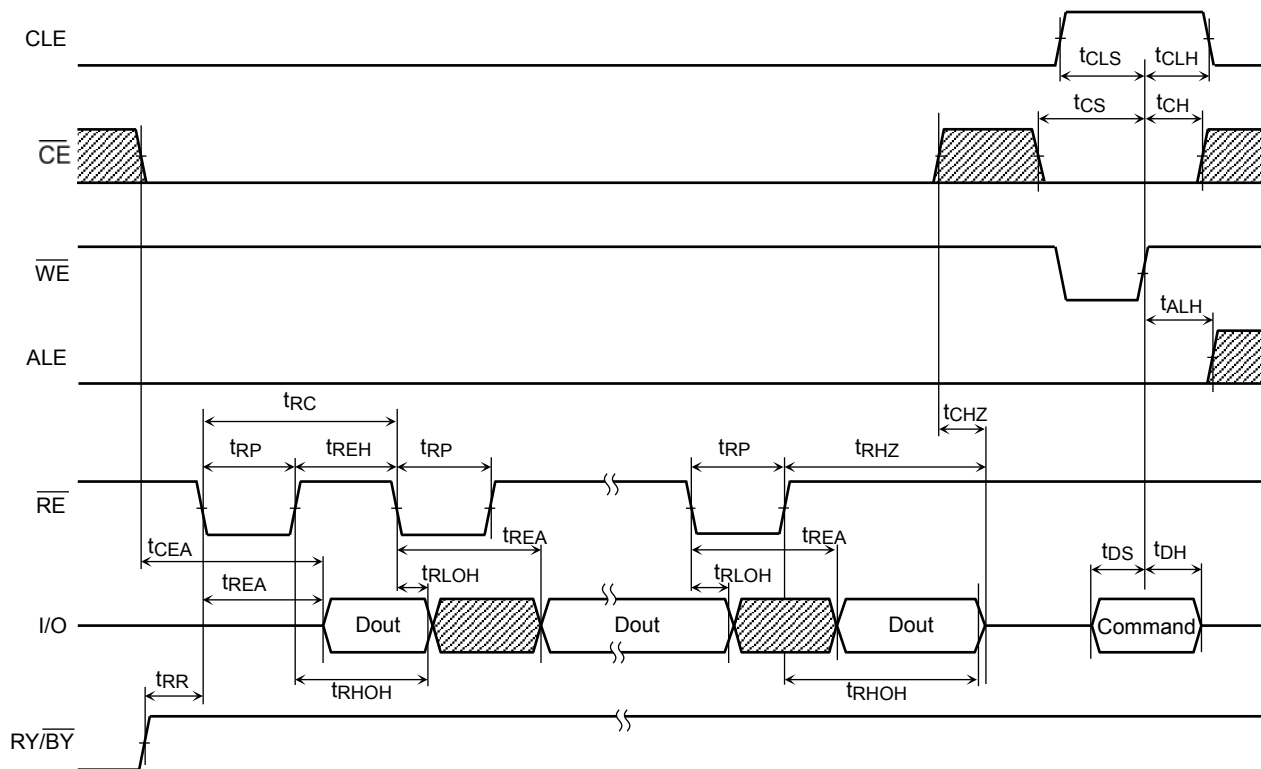 CLE
tCLS tCLH
tCS tCH
CE
WE
tALH
ALE
tRC
tCHZ
tRP tREH tRP tRP tRHZ
RE
tCEA tREA tREA tDS tDH
tREA tRLOH tRLOH
I/O Dout Dout Dout Command
tRR tRHOH tRHOH
RY/BY